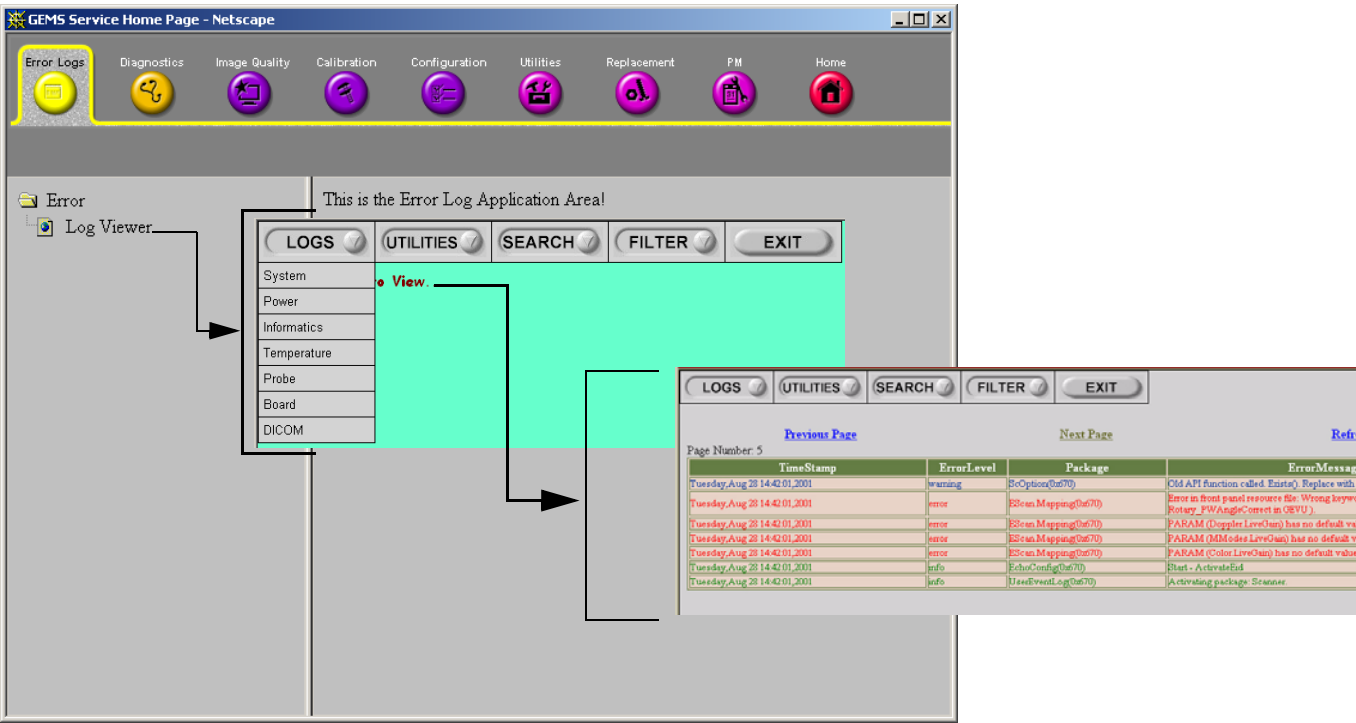 GEMS Service Home Page - Netscape
Error Logs Diagnostics Image Quality Calibration Configuration Utilities Replacement PM Home
Error
Log Viewer
This is the Error Log Application Area!
LOGS UTILITIES SEARCH FILTER EXIT
System
Power
Informatics
Temperature
Probe
Board
DICOM
View.
LOGS UTILITIES SEARCH FILTER EXIT
Previous Page Next Page
Page Number: 5
TimeStamp ErrorLevel Package
Tuesday,Aug 28 14:42:01,2001 warning ScOption(0x670) Old API function called. Exists(). Replace with
Tuesday,Aug 28 14:42:01,2001 error EScan.Mapping(0x670) Error in front panel resource file: Wrong
Rotary_PWAngleCorrect in
Tuesday,Aug 28 14:42:01,2001 error EScan.Mapping(0x670) PARAM (Doppler.LiveGain) has no default
Tuesday,Aug 28 14:42:01,2001 error EScan.Mapping(0x670) PARAM (MModes.LiveGain) has no default
Tuesday,Aug 28 14:42:01,2001 error EScan.Mapping(0x670) PARAM (Color.LiveGain) has no default value
Tuesday,Aug 28 14:42:01,2001 info EchoConfig(0x670) Start - ActivateEid
Tuesday,Aug 28 14:42:01,2001 info UserEventLog(0x670) Activating package: Scanner.